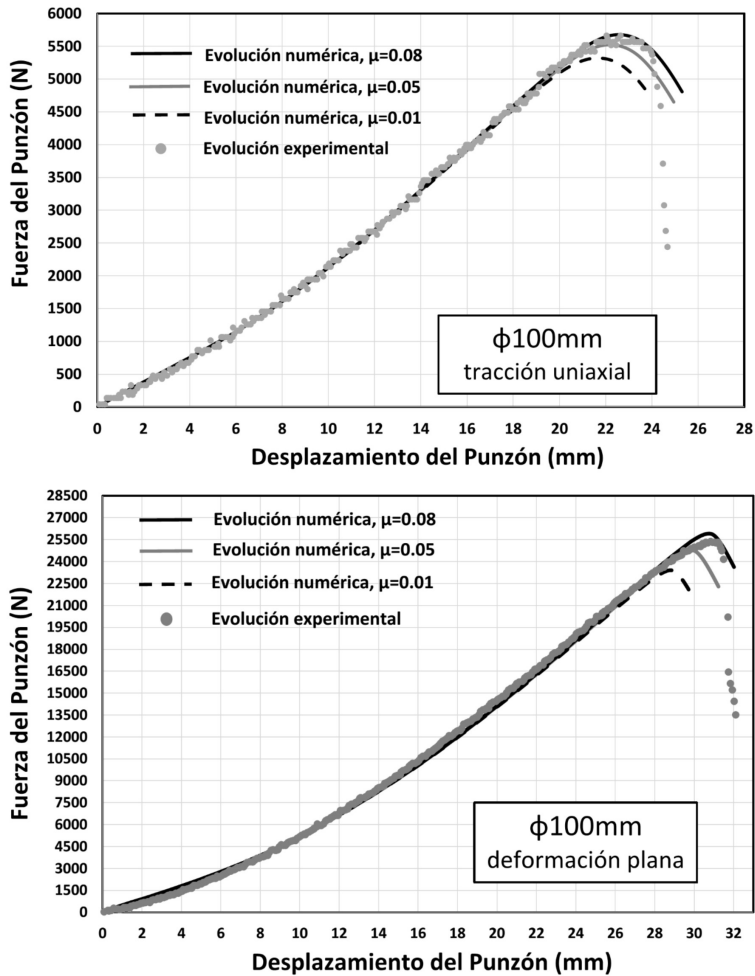 6000
5500
5000
4500
4000
3500
3000
2500
2000
1500
1000
500
0
Fuerza del Punzón (N)
Evolución numérica, μ=0.08
Evolución numérica, μ=0.05
Evolución numérica, μ=0.01
Evolución experimental
ϕ100mm
tracción uniaxial
0 2 4 6 8 10 12 14 16 18 20 22 24 26 28
Desplazamiento del Punzón (mm)
28500
27000
25500
24000
22500
21000
19500
18000
16500
15000
13500
12000
10500
9000
7500
6000
4500
3000
1500
0
Fuerza del Punzón (N)
Evolución numérica, μ=0.08
Evolución numérica, μ=0.05
Evolución numérica, μ=0.01
Evolución experimental
ϕ100mm
deformación plana
0 2 4 6 8 10 12 14 16 18 20 22 24 26 28 30 32
Desplazamiento del Punzón (mm)